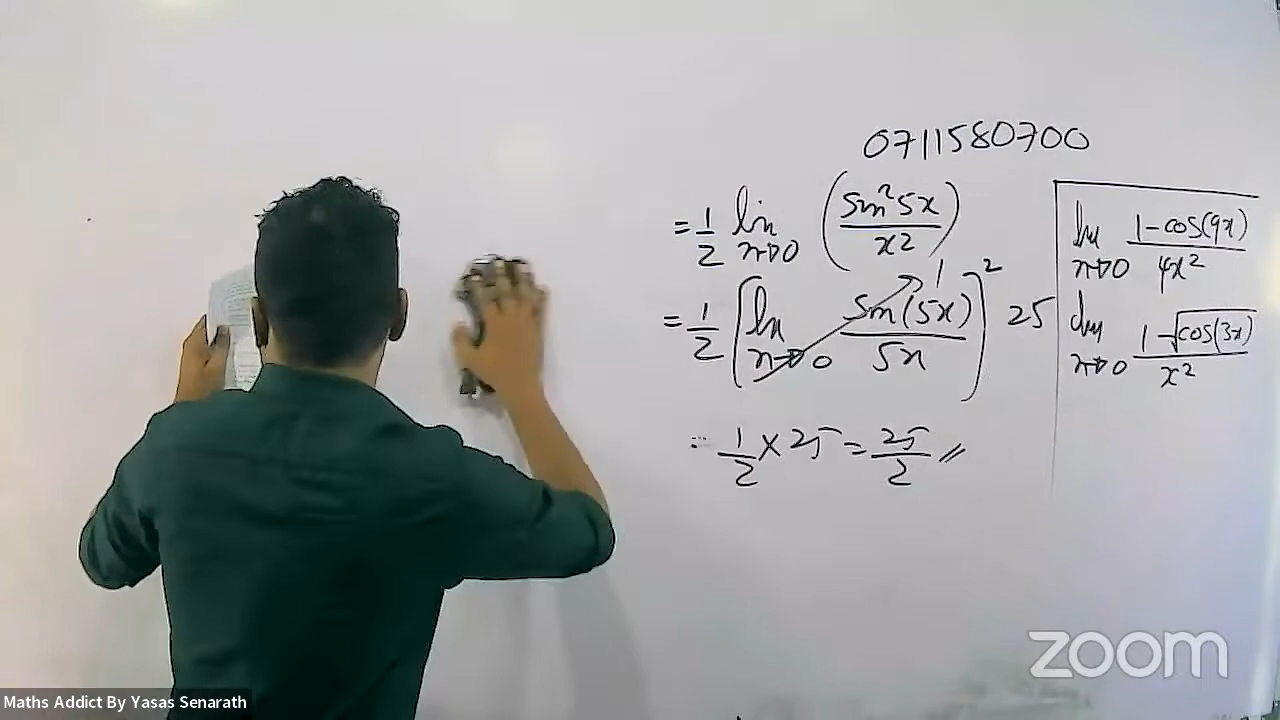 0711580700
= 1/2 lim x→0 (sin²5x / x²)
= 1/2 [lim x→0 sin(5x) / 5x]² 25
1
= 1/2 × 25 = 25/2 //
lim x→0 1-cos(9x) / 4x²
lim x→0 1-√cos(3x) / x²
zoom
Maths Addict By Yasas Senarath